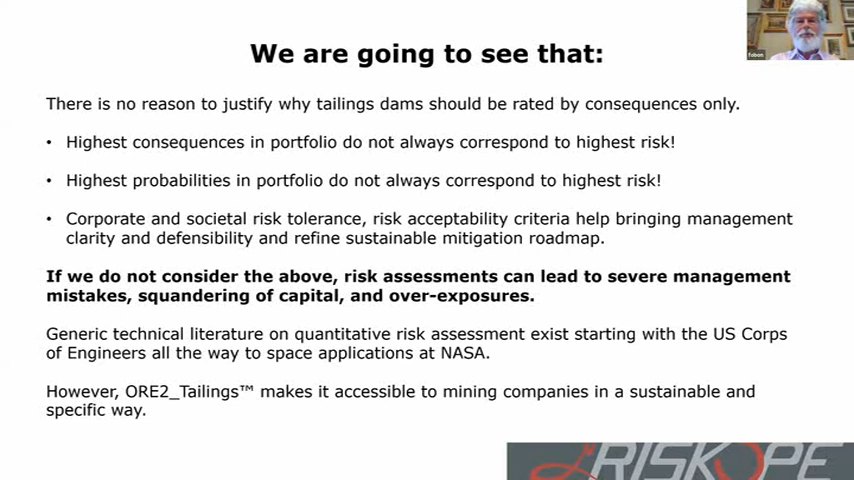 We are going to see that:
There is no reason to justify why tailings dams should be rated by consequences only.
• Highest consequences in portfolio do not always correspond to highest risk!
• Highest probabilities in portfolio do not always correspond to highest risk!
• Corporate and societal risk tolerance, risk acceptability criteria help bringing management
clarity and defensibility and refine sustainable mitigation roadmap.
If we do not consider the above, risk assessments can lead to severe management
mistakes, squandering of capital, and over-exposures.
Generic technical literature on quantitative risk assessment exist starting with the US Corps
of Engineers all the way to space applications at NASA.
However, ORE2_Tailings™ makes it accessible to mining companies in a sustainable and
specific way.
RISKOPE